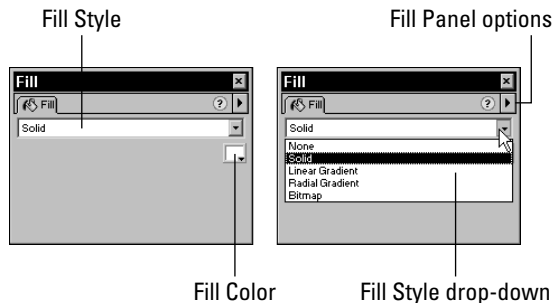 Fill Style
Fill Panel options
Fill
Fill
?
Solid
Fill
Fill
?
Solid
None
Solid
Linear Gradient
Radial Gradient
Bitmap
Fill Color
Fill Style drop-down